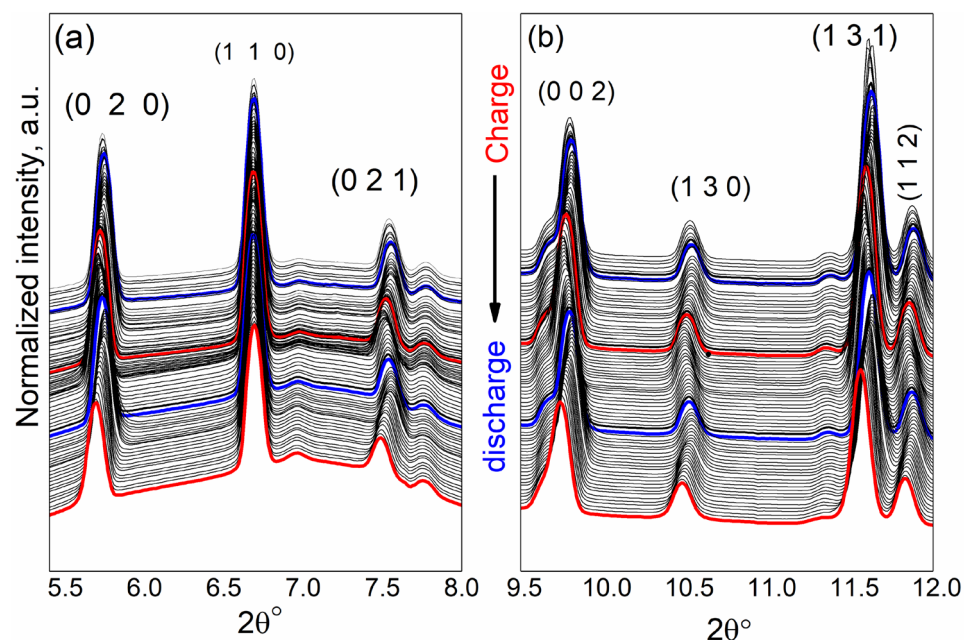 (a)
(1 1 0)
(0 2 0)
(0 2 1)
Normalized intensity, a.u.
5.5 6.0 6.5 7.0 7.5 8.0
2θ°
Charge
discharge
(b)
(1 3 1)
(0 0 2)
(1 3 0)
(1 1 2)
9.5 10.0 10.5 11.0 11.5 12.0
2θ°